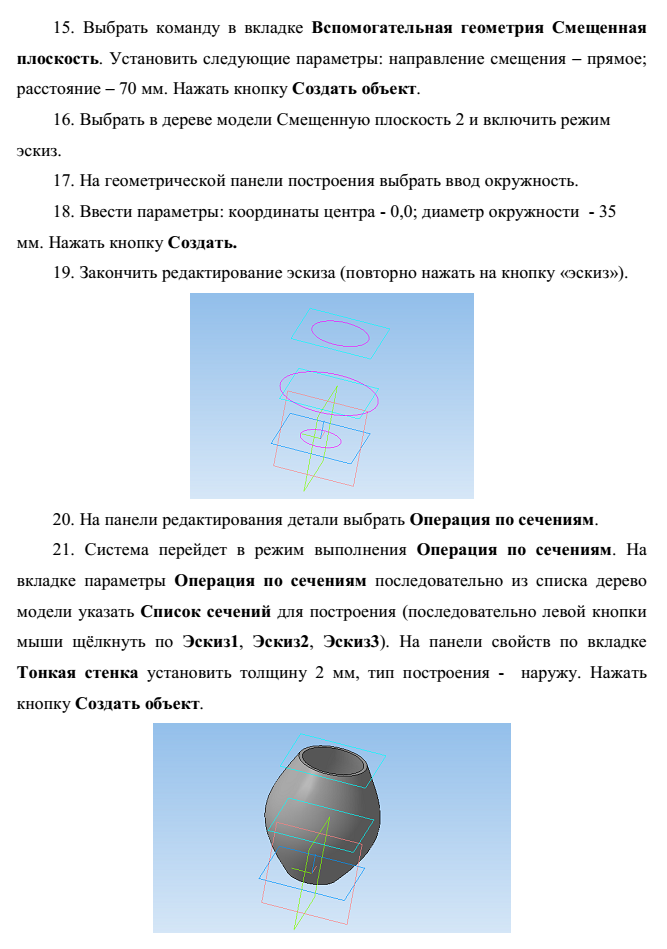 15. Выбрать команду в вкладке Вспомогательная геометрия Смещенная
плоскость. Установить следующие параметры: направление смещения – прямое;
расстояние – 70 мм. Нажать кнопку Создать объект.
16. Выбрать в дереве модели Смещенную плоскость 2 и включить режим
эскиз.
17. На геометрической панели построения выбрать ввод окружность.
18. Ввести параметры: координаты центра - 0,0; диаметр окружности - 35
мм. Нажать кнопку Создать.
19. Закончить редактирование эскиза (повторно нажать на кнопку «эскиз»).
20. На панели редактирования детали выбрать Операция по сечениям.
21. Система перейдет в режим выполнения Операция по сечениям. На
вкладке параметры Операция по сечениям последовательно из списка дерево
модели указать Список сечений для построения (последовательно левой кнопки
мыши щёлкнуть по Эскиз1, Эскиз2, Эскиз3). На панели свойств по вкладке
Тонкая стенка установить толщину 2 мм, тип построения - наружу. Нажать
кнопку Создать объект.